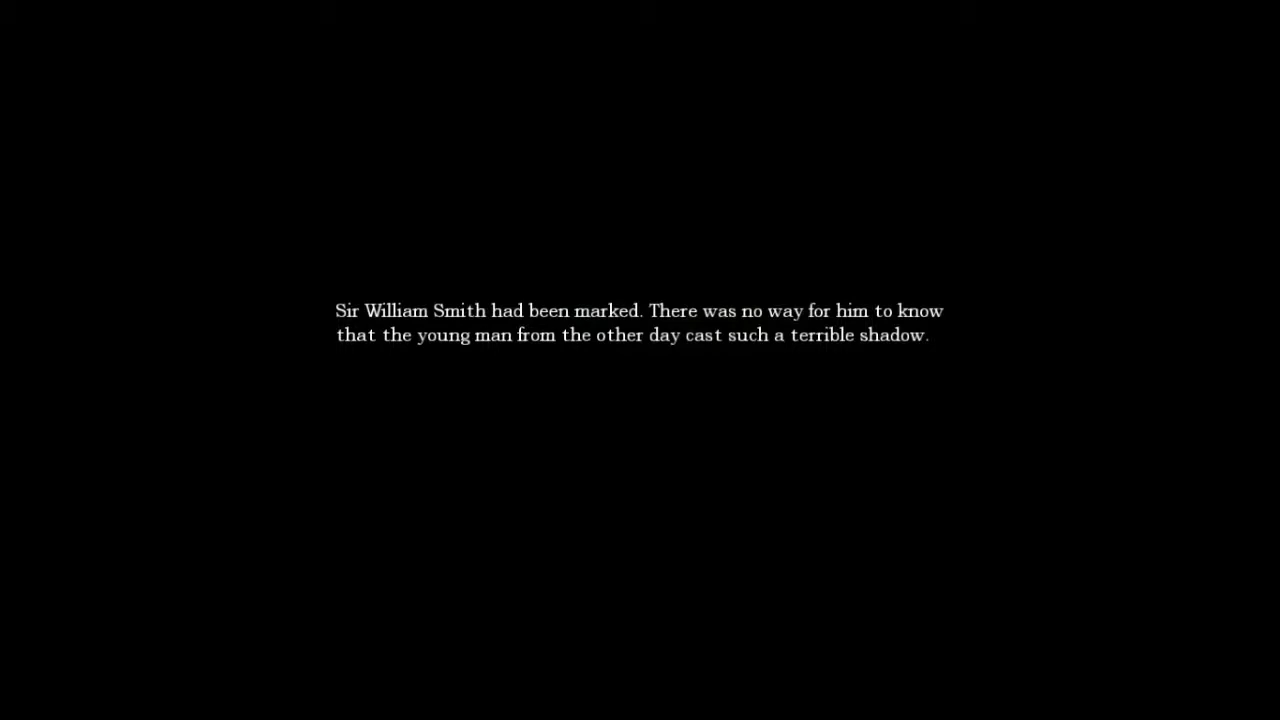 Sir William Smith had been marked. There was no way for him to know
that the young man from the other day cast such a terrible shadow.